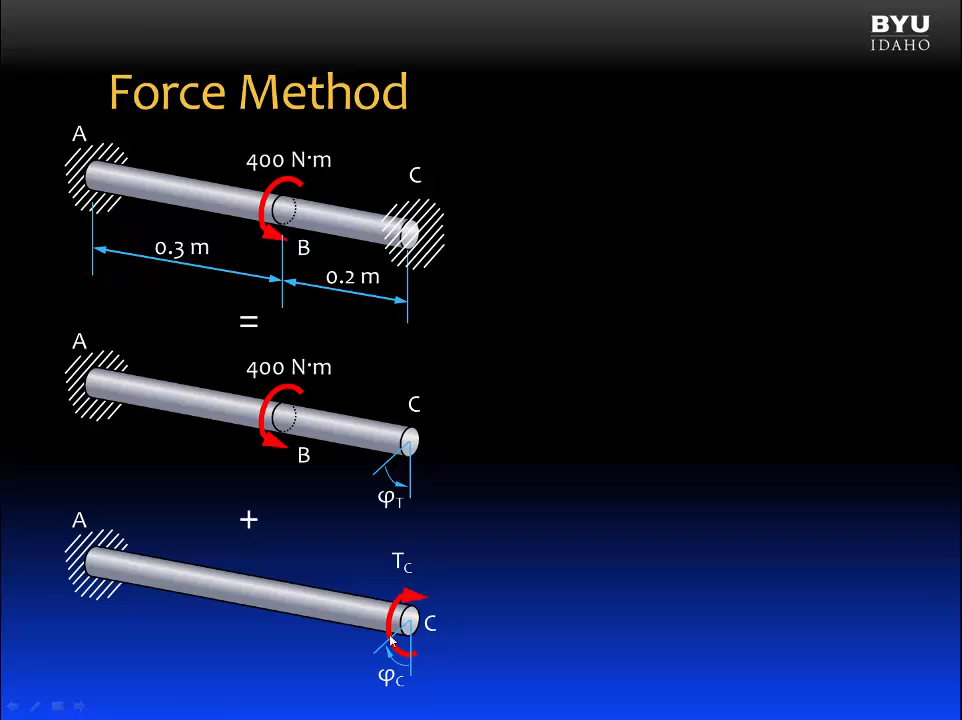 BYU
IDAHO
Force Method
A
400 N·m
C
0.3 m
B
0.2 m
=
A
400 N·m
C
B
φT
+
A
TC
C
φC